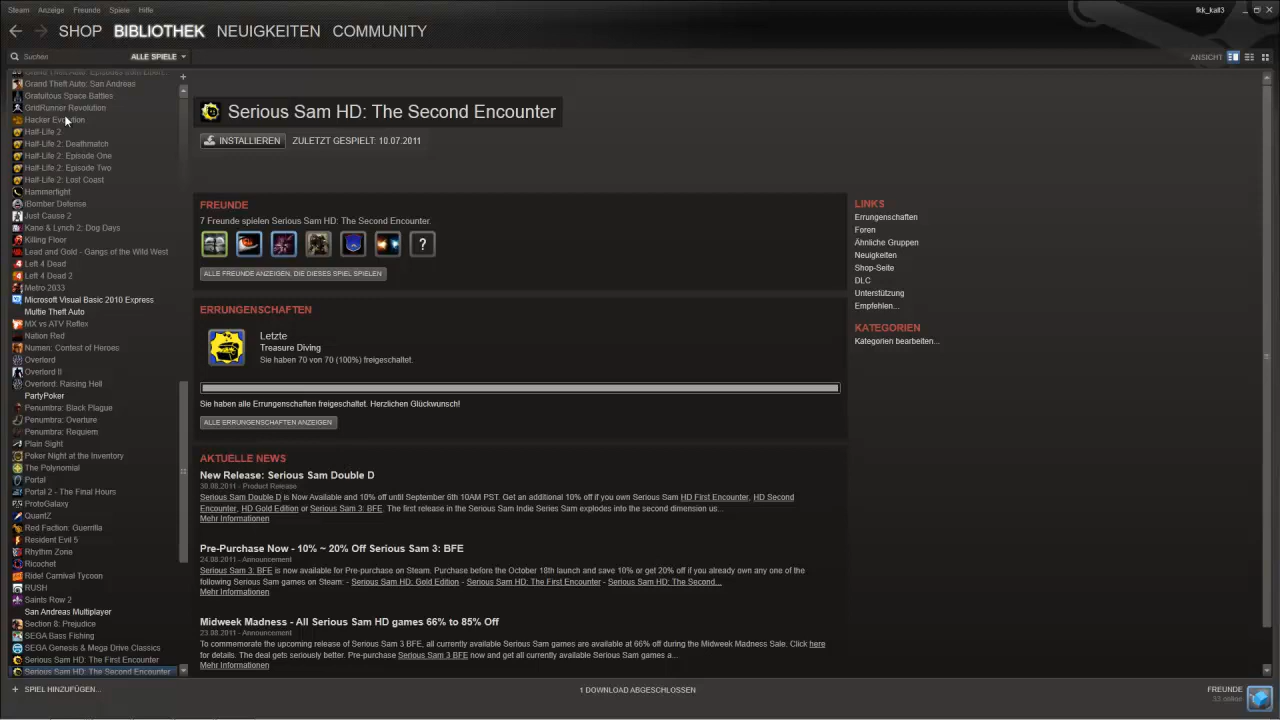 Steam Anzeige Freunde Spiele Hilfe
fkk_kall3
SHOP BIBLIOTHEK NEUIGKEITEN COMMUNITY
Suchen
ALLE SPIELE
ANSICHT
Grand Theft Auto: San Andreas
Gratuitous Space Battles
GridRunner Revolution
Hacker Evolution
Half-Life 2
Half-Life 2: Deathmatch
Half-Life 2: Episode One
Half-Life 2: Episode Two
Half-Life 2: Lost Coast
Hammerfight
iBomber Defense
Just Cause 2
Kane & Lynch 2: Dog Days
Killing Floor
Lead and Gold - Gangs of the Wild West
Left 4 Dead
Left 4 Dead 2
Metro 2033
Microsoft Visual Basic 2010 Express
Multie Theft Auto
MX vs ATV Reflex
Nation Red
Numen: Contest of Heroes
Overlord
Overlord II
Overlord: Raising Hell
PartyPoker
Penumbra: Black Plague
Penumbra: Overture
Penumbra: Requiem
Plain Sight
Poker Night at the Inventory
The Polynomial
Portal
Portal 2 - The Final Hours
ProtoGalaxy
QuantZ
Red Faction: Guerrilla
Resident Evil 5
Rhythm Zone
Ricochet
Ride! Carnival Tycoon
RUSH
Saints Row 2
San Andreas Multiplayer
Section 8: Prejudice
SEGA Bass Fishing
SEGA Genesis & Mega Drive Classics
Serious Sam HD: The First Encounter
Serious Sam HD: The Second Encounter
Serious Sam HD: The Second Encounter
INSTALLIEREN
ZULETZT GESPIELT: 10.07.2011
FREUNDE
7 Freunde spielen Serious Sam HD: The Second Encounter.
?
ALLE FREUNDE ANZEIGEN, DIE DIESES SPIEL SPIELEN
ERRUNGENSCHAFTEN
Letzte
Treasure Diving
Sie haben 70 von 70 (100%) freigeschaltet.
Sie haben alle Errungenschaften freigeschaltet. Herzlichen Glückwunsch!
ALLE ERRUNGENSCHAFTEN ANZEIGEN
AKTUELLE NEWS
New Release: Serious Sam Double D
30.08.2011 - Product Release
Serious Sam Double D is Now Available and 10% off until September 6th 10AM PST. Get an additional 10% off if you own Serious Sam HD First Encounter, HD Second
Encounter, HD Gold Edition or Serious Sam 3: BFE. The first release in the Serious Sam Indie Series Sam explodes into the second dimension us...
Mehr Informationen
Pre-Purchase Now - 10% ~ 20% Off Serious Sam 3: BFE
24.08.2011 - Announcement
Serious Sam 3: BFE is now available for Pre-purchase on Steam. Purchase before the October 18th launch and save 10% or get 20% off if you already own any one of the
following Serious Sam games on Steam: - Serious Sam HD: Gold Edition - Serious Sam HD: The First Encounter - Serious Sam HD: The Second...
Mehr Informationen
Midweek Madness - All Serious Sam HD games 66% to 85% Off
23.08.2011 - Announcement
To commemorate the upcoming release of Serious Sam 3 BFE, all currently available Serious Sam games are available at 66% off during the Midweek Madness Sale. Click here
for details. The deal gets seriously better. Pre-purchase Serious Sam 3 BFE now and get all currently available Serious Sam games a...
Mehr Informationen
LINKS
Errungenschaften
Foren
Ähnliche Gruppen
Neuigkeiten
Shop-Seite
DLC
Unterstützung
Empfehlen...
KATEGORIEN
Kategorien bearbeiten...
+ SPIEL HINZUFÜGEN...
1 DOWNLOAD ABGESCHLOSSEN
FREUNDE
33 online